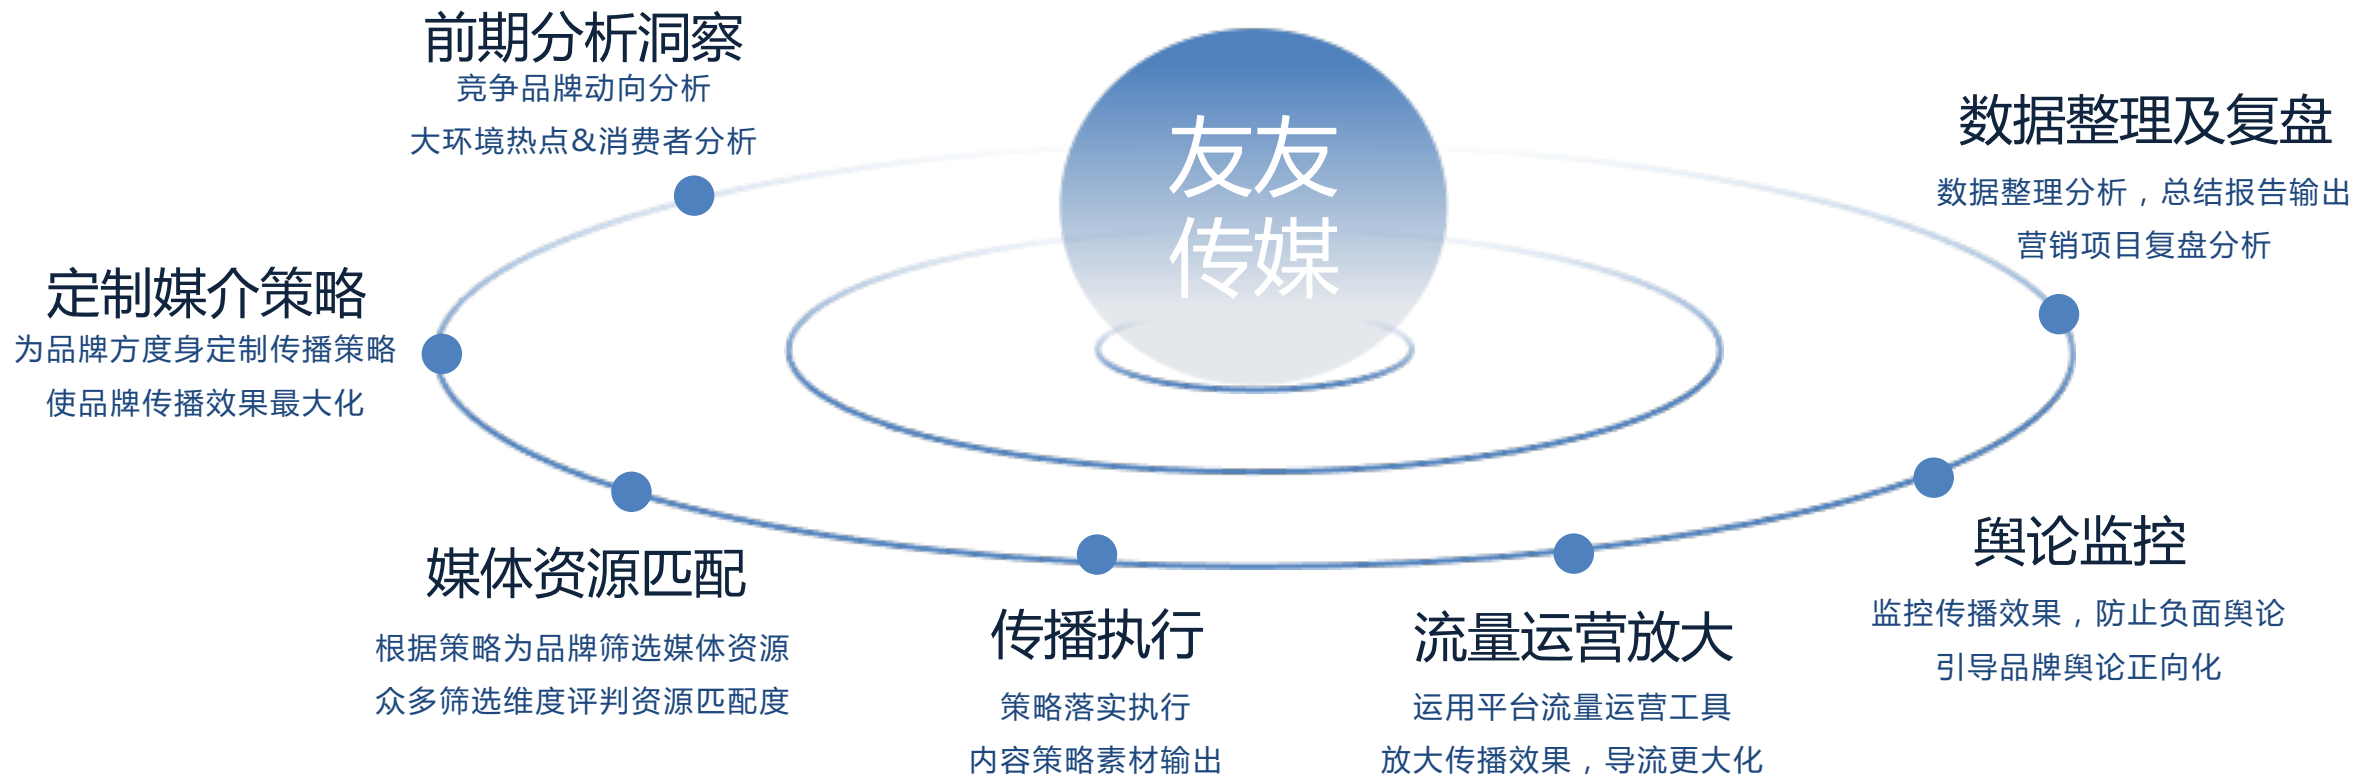 前期分析洞察
竞争品牌动向分析
大环境热点&消费者分析
定制媒介策略
为品牌方度身定制传播策略
使品牌传播效果最大化
媒体资源匹配
根据策略为品牌筛选媒体资源
众多筛选维度评判资源匹配度
友友
传媒
传播执行
策略落实执行
内容策略素材输出
流量运营放大
运用平台流量运营工具
放大传播效果，导流更大化
舆论监控
监控传播效果，防止负面舆论
引导品牌舆论正向化
数据整理及复盘
数据整理分析，总结报告输出
营销项目复盘分析